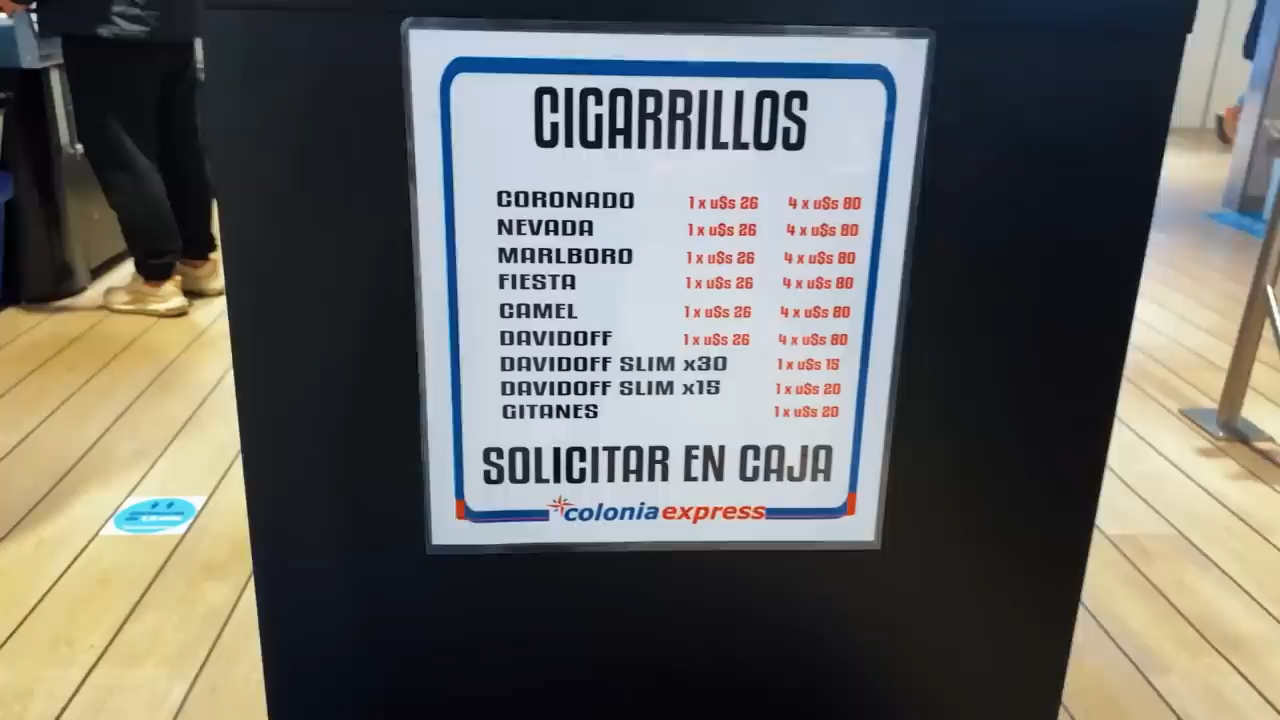 CIGARRILLOS
CORONADO 1 x u$s 26 4 x u$s 80
NEVADA 1 x u$s 26 4 x u$s 80
MARLBORO 1 x u$s 26 4 x u$s 80
FIESTA 1 x u$s 26 4 x u$s 80
CAMEL 1 x u$s 26 4 x u$s 80
DAVIDOFF 1 x u$s 26 4 x u$s 80
DAVIDOFF SLIM x30 1 x u$s 15
DAVIDOFF SLIM x15 1 x u$s 20
GITANES 1 x u$s 20
SOLICITAR EN CAJA
colonia express